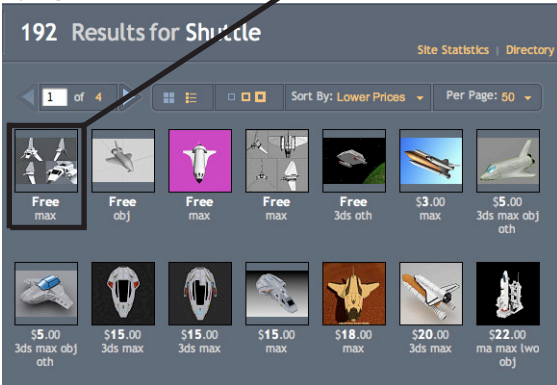 192 Results for Shuttle
Site Statistics | Directory
1 of 4 Sort By: Lower Prices Per Page: 50
Free Free Free Free Free $3.00 $5.00
max obj max max 3ds oth max 3ds max obj
oth
$5.00 $15.00 $15.00 $15.00 $18.00 $20.00 $22.00
3ds max obj 3ds max 3ds max max max 3ds max ma max lwo
oth obj